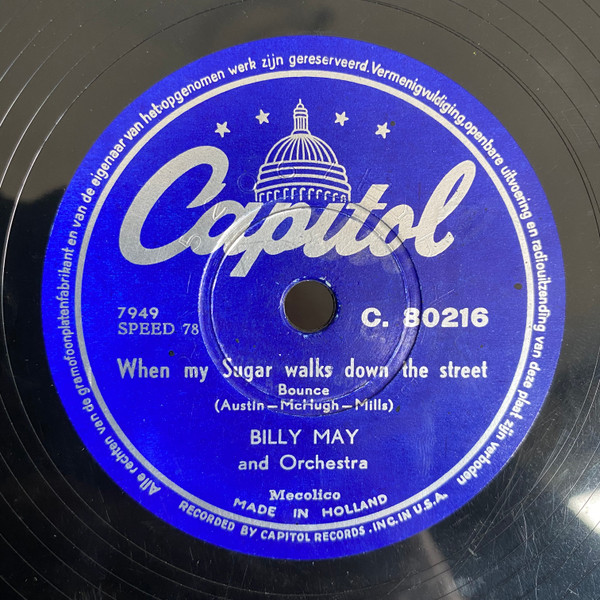 Alle rechten van de gramofoonplatenfabrikant en van de eigenaar van het opgenomen werk zijn gereserveerd. Vermenigvuldiging, openbare uitvoering en radiouitzending van deze plaat zijn verboden
Capitol
7949
SPEED 78
C. 80216
When my Sugar walks down the street
Bounce
(Austin—McHugh—Mills)
BILLY MAY
and Orchestra
Mecolico
MADE IN HOLLAND
RECORDED BY CAPITOL RECORDS. INC. IN U.S.A.